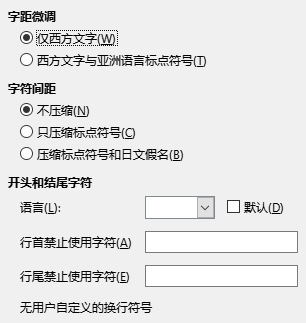 字距微调
仅西方文字(W)
西方文字与亚洲语言标点符号(T)
字符间距
不压缩(N)
只压缩标点符号(C)
压缩标点符号和日文假名(B)
开头和结尾字符
语言(L): 默认(D)
行首禁止使用字符(A)
行尾禁止使用字符(E)
无用户自定义的换行符号